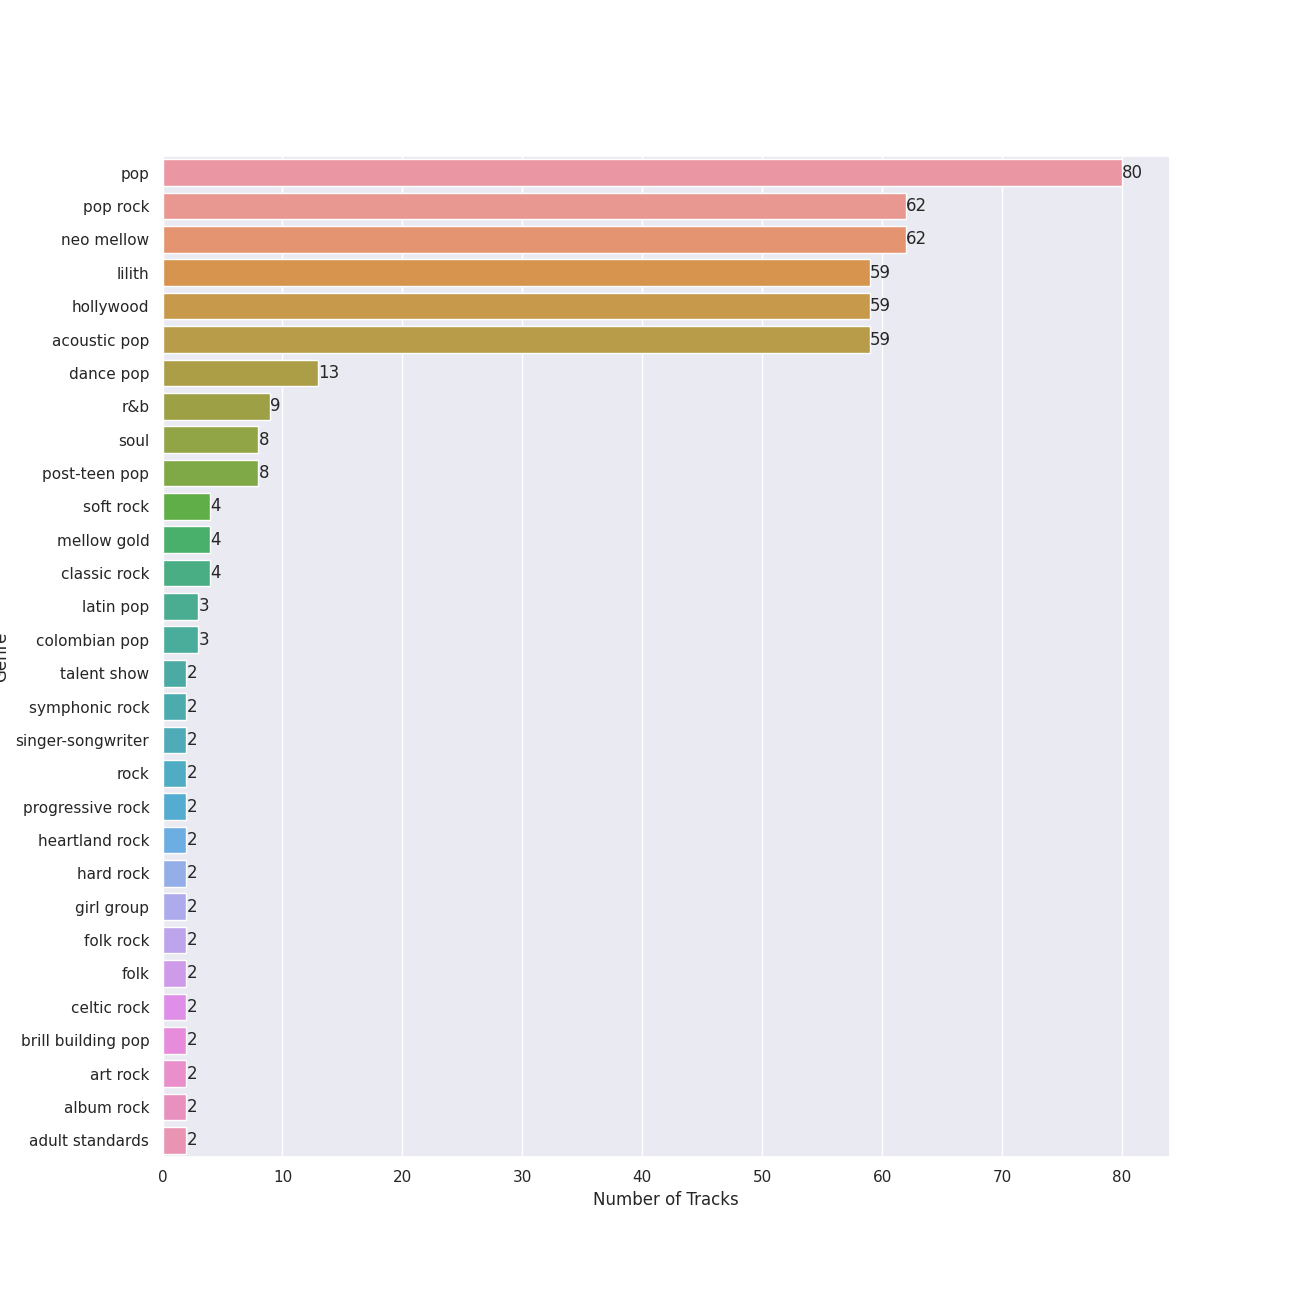 pop 80
pop rock 62
neo mellow 62
lilith 59
hollywood 59
acoustic pop 59
dance pop 13
r&b 9
soul 8
post-teen pop 8
soft rock 4
mellow gold 4
classic rock 4
latin pop 3
colombian pop 3
talent show 2
symphonic rock 2
singer-songwriter 2
rock 2
progressive rock 2
heartland rock 2
hard rock 2
girl group 2
folk rock 2
folk 2
celtic rock 2
brill building pop 2
art rock 2
album rock 2
adult standards 2
0 10 20 30 40 50 60 70 80
Number of Tracks
Genre